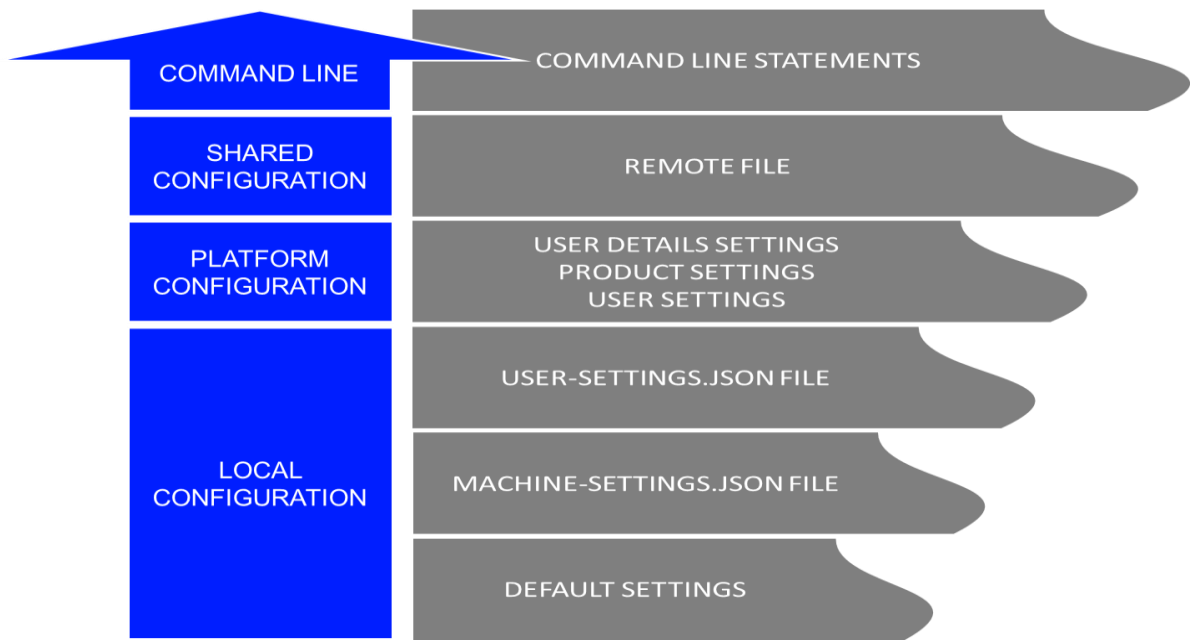 COMMAND LINE
COMMAND LINE STATEMENTS
SHARED
CONFIGURATION
REMOTE FILE
PLATFORM
CONFIGURATION
USER DETAILS SETTINGS
PRODUCT SETTINGS
USER SETTINGS
LOCAL
CONFIGURATION
USER-SETTINGS.JSON FILE
MACHINE-SETTINGS.JSON FILE
DEFAULT SETTINGS